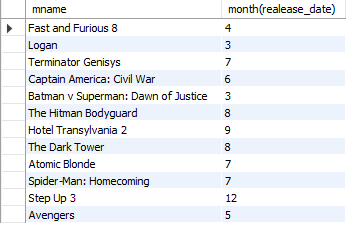 mname month(realease_date)
Fast and Furious 8 4
Logan 3
Terminator Genisys 7
Captain America: Civil War 6
Batman v Superman: Dawn of Justice 3
The Hitman Bodyguard 8
Hotel Transylvania 2 9
The Dark Tower 8
Atomic Blonde 7
Spider-Man: Homecoming 7
Step Up 3 12
Avengers 5